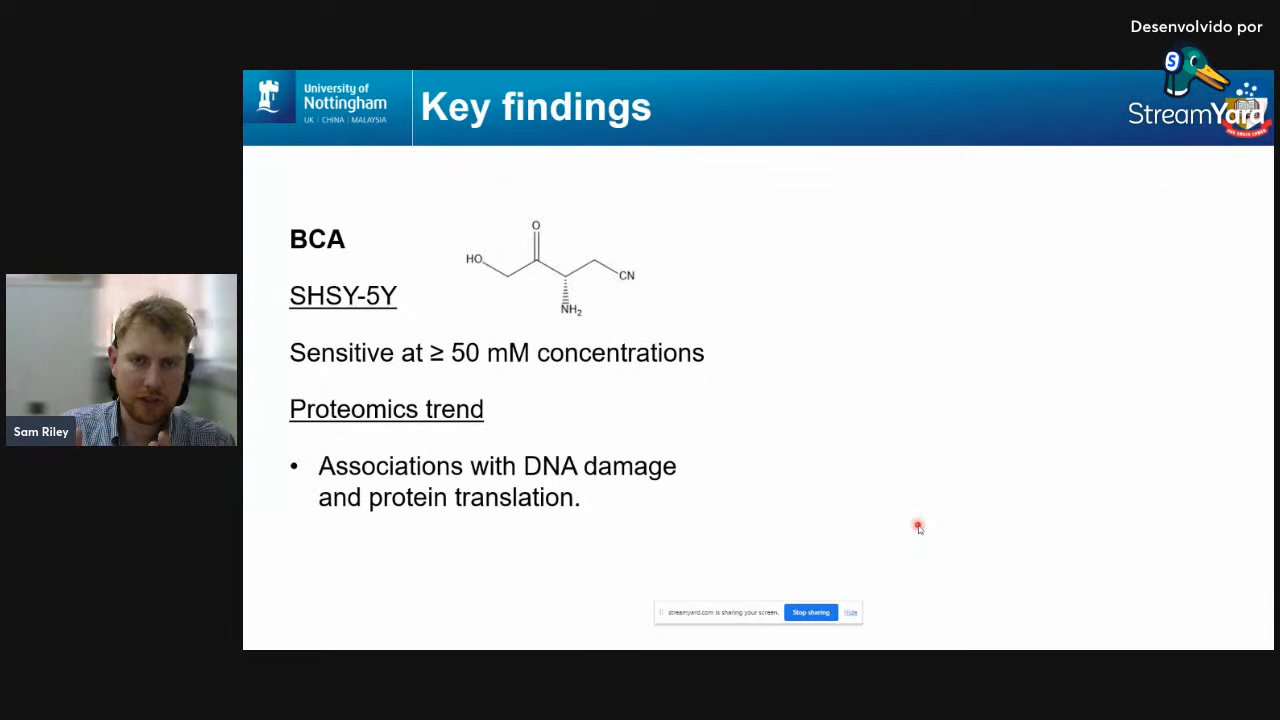 Desenvolvido por
S
StreamYard
University of
Nottingham
UK | CHINA | MALAYSIA
Key findings
BCA
O
HO
CN
NH2
SHSY-5Y
Sensitive at ≥ 50 mM concentrations
Proteomics trend
• Associations with DNA damage
and protein translation.
Sam Riley
streamyard.com is sharing your screen.
Stop sharing
Hide